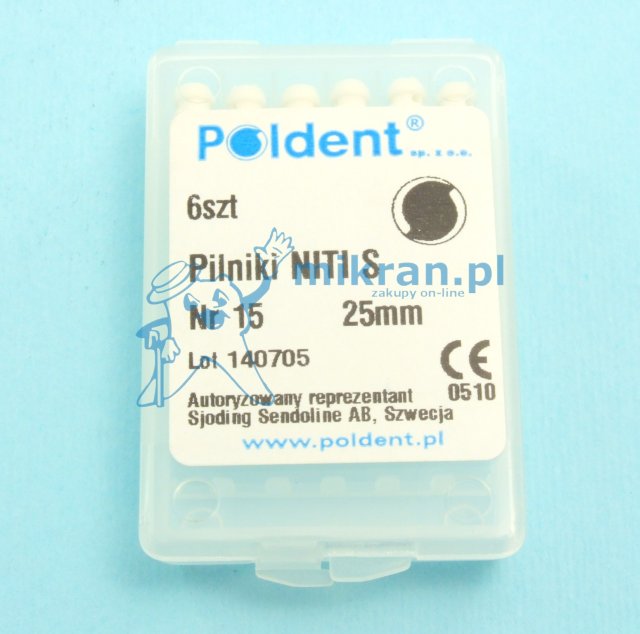 Poldent®
sp. z o.o.
6szt
Pilniki NITI S
mikran.pl
zakupy on-line
Nr 15 25mm
Lot 140705
CE
0510
Autoryzowany reprezentant
Sjoding Sendoline AB, Szwecja
www.poldent.pl